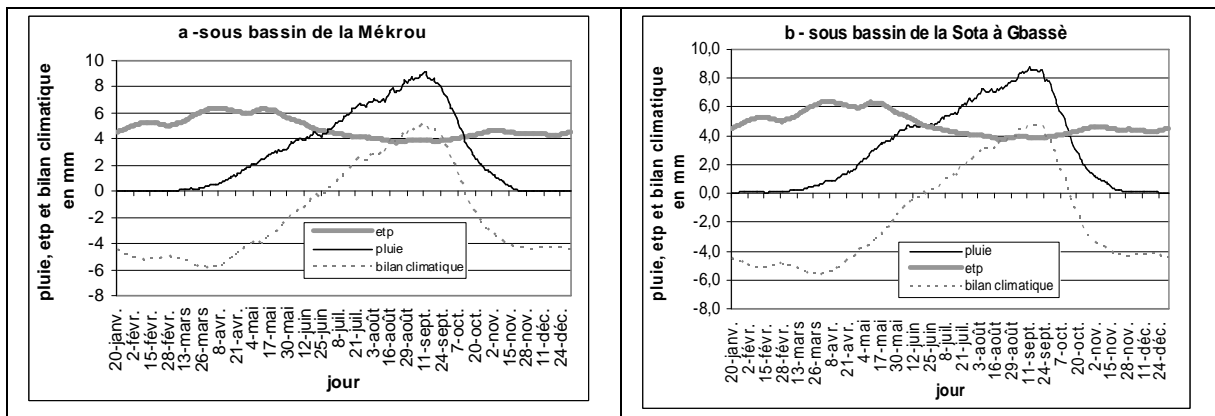 a -sous bassin de la Mékrou
pluie, etp et bilan climatique
en mm
10
8
6
4
2
0
-2
-4
-6
-8
etp
pluie
bilan climatique
20-janv.
2-févr.
15-févr.
28-févr.
13-mars
26-mars
8-avr.
21-avr.
4-mai
17-mai
30-mai
12-juin
25-juin
8-juil.
21-juil.
3-août
16-août
29-août
11-sept.
24-sept.
7-oct.
20-oct.
2-nov.
15-nov.
28-nov.
11-déc.
24-déc.
jour
b - sous bassin de la Sota à Gbassè
pluie, etp et bilan climatique
en mm
10,0
8,0
6,0
4,0
2,0
0,0
-2,0
-4,0
-6,0
-8,0
pluie
etp
bilan climatique
20-janv.
2-févr.
15-févr.
28-févr.
13-mars
26-mars
8-avr.
21-avr.
4-mai
17-mai
30-mai
12-juin
25-juin
8-juil.
21-juil.
3-août
16-août
29-août
11-sept.
24-sept.
7-oct.
20-oct.
2-nov.
15-nov.
28-nov.
11-déc.
24-déc.
jour